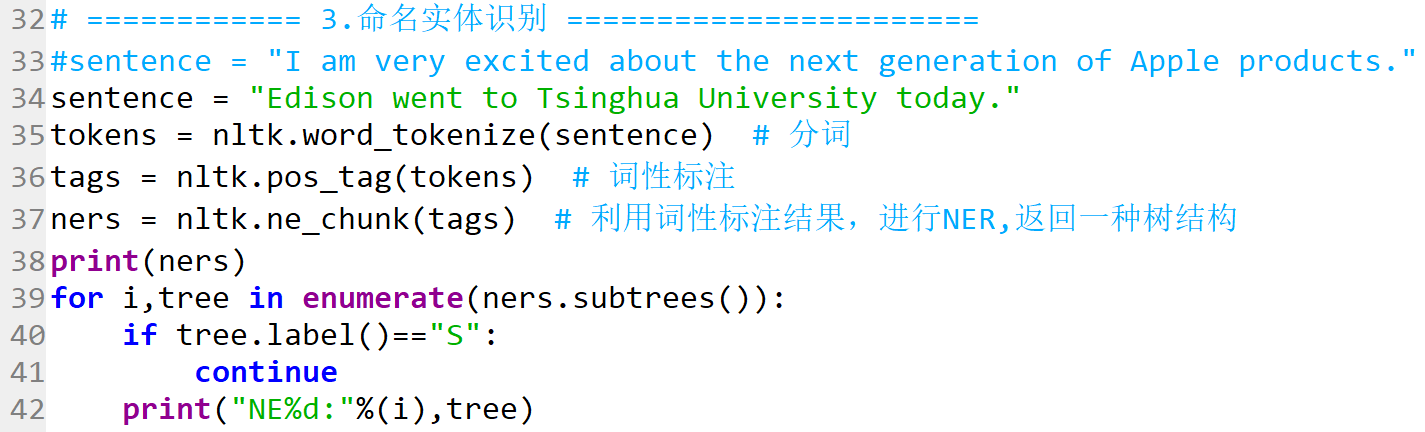 32# ============ 3.命名实体识别 =======================
33#sentence = "I am very excited about the next generation of Apple products."
34sentence = "Edison went to Tsinghua University today."
35tokens = nltk.word_tokenize(sentence)  # 分词
36tags = nltk.pos_tag(tokens)  # 词性标注
37ners = nltk.ne_chunk(tags)  # 利用词性标注结果，进行NER,返回一种树结构
38print(ners)
39for i,tree in enumerate(ners.subtrees()):
40    if tree.label()=="S":
41        continue
42    print("NE%d:"%(i),tree)